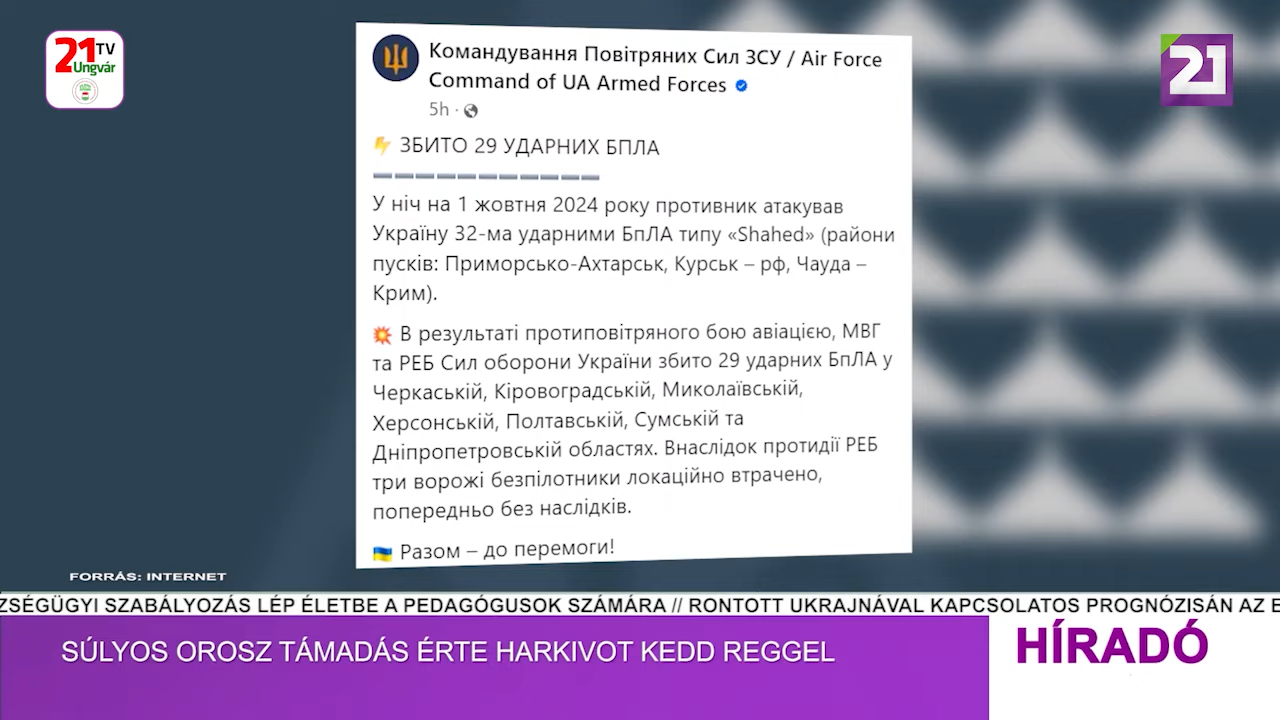 21 TV
Ungvár
21
Командування Повітряних Сил ЗСУ / Air Force
Command of UA Armed Forces
5h ·
⚡ ЗБИТО 29 УДАРНИХ БПЛА
➖➖➖➖➖➖➖➖➖➖➖
У ніч на 1 жовтня 2024 року противник атакував
Україну 32-ма ударними БпЛА типу «Shahed» (райони
пусків: Приморсько-Ахтарськ, Курськ – рф, Чауда –
Крим).
💥 В результаті протиповітряного бою авіацією, МВГ
та РЕБ Сил оборони України збито 29 ударних БпЛА у
Черкаській, Кіровоградській, Миколаївській,
Херсонській, Полтавській, Сумській та
Дніпропетровській областях. Внаслідок протидії РЕБ
три ворожі безпілотники локаційно втрачено,
попередньо без наслідків.
🇺🇦 Разом – до перемоги!
FORRÁS: INTERNET
ZSÉGÜGYI SZABÁLYOZÁS LÉP ÉLETBE A PEDAGÓGUSOK SZÁMÁRA // RONTOTT UKRAJNÁVAL KAPCSOLATOS PROGNÓZISÁN AZ E
SÚLYOS OROSZ TÁMADÁS ÉRTE HARKIVOT KEDD REGGEL
HÍRADÓ